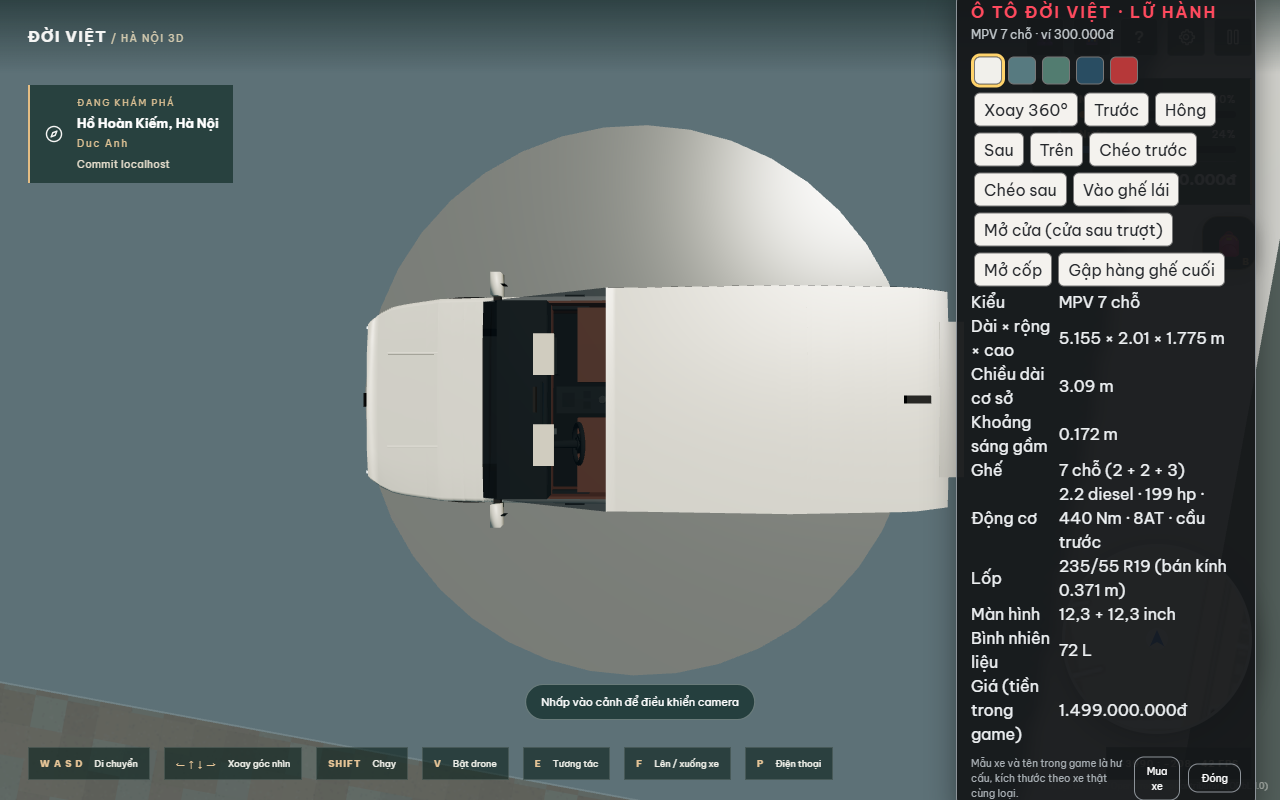 ĐỜI VIỆT / HÀ NỘI 3D
ĐANG KHÁM PHÁ
Hồ Hoàn Kiếm, Hà Nội
Duc Anh
Commit localhost
Ô TÔ ĐỜI VIỆT · LỮ HÀNH
MPV 7 chỗ · ví 300.000đ
Xoay 360° Trước Hông
Sau Trên Chéo trước
Chéo sau Vào ghế lái
Mở cửa (cửa sau trượt)
Mở cốp Gập hàng ghế cuối
Kiểu MPV 7 chỗ
Dài × rộng
× cao
5.155 × 2.01 × 1.775 m
Chiều dài
cơ sở
3.09 m
Khoảng
sáng gầm
0.172 m
Ghế 7 chỗ (2 + 2 + 3)
Động cơ
2.2 diesel · 199 hp ·
440 Nm · 8AT · cầu
trước
Lốp
235/55 R19 (bán kính
0.371 m)
Màn hình 12,3 + 12,3 inch
Bình nhiên
liệu
72 L
Giá (tiền
trong
game)
1.499.000.000đ
Mẫu xe và tên trong game là hư
cấu, kích thước theo xe thật
cùng loại.
Mua
xe
Đóng
Nhấp vào cảnh để điều khiển camera
W A S D Di chuyển
←↑↓→ Xoay góc nhìn
SHIFT Chạy
V Bật drone
E Tương tác
F Lên / xuống xe
P Điện thoại